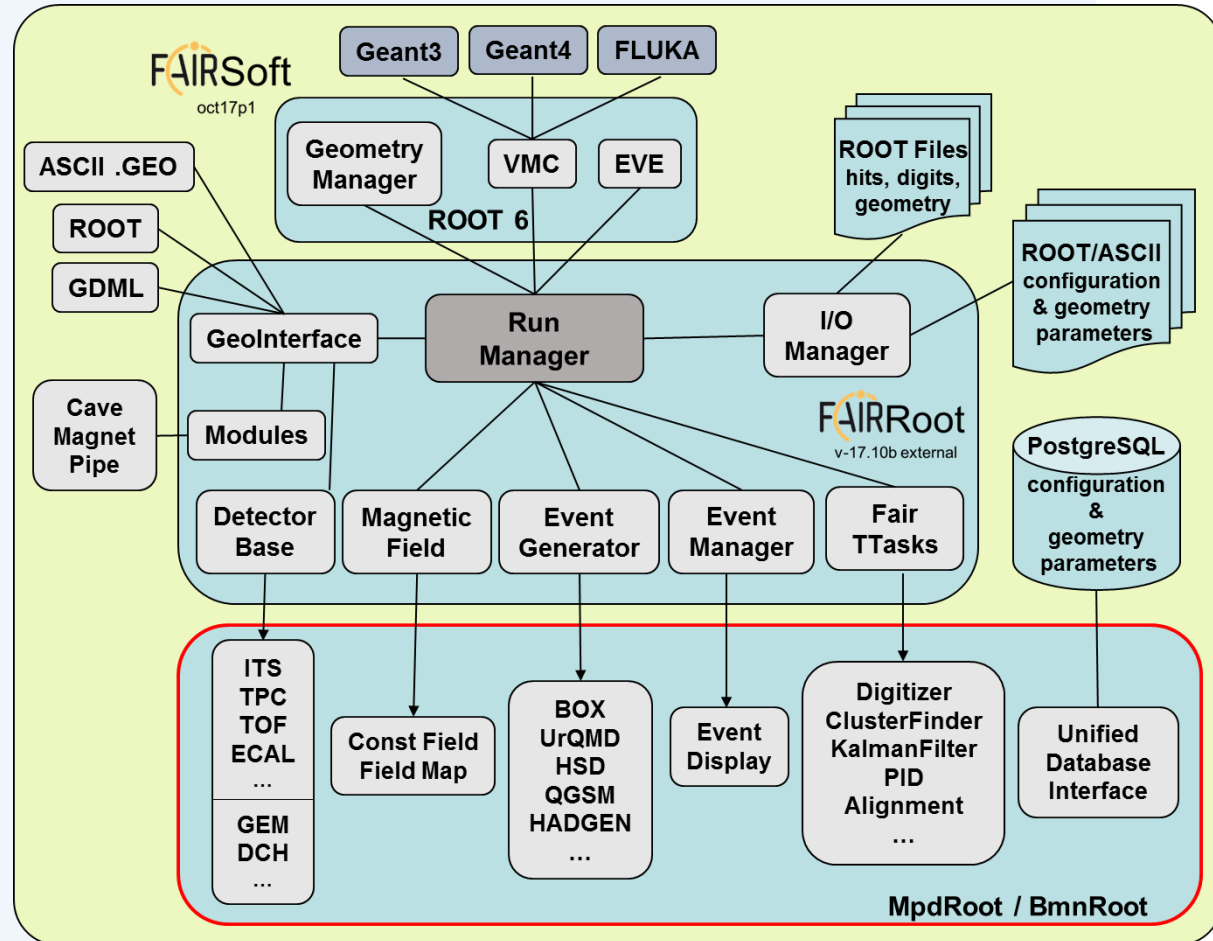 Geant3
Geant4
FLUKA
FAIRSoft
oct17p1
Geometry
Manager
VMC
EVE
ROOT 6
ASCII .GEO
ROOT
GDML
ROOT Files
hits, digits,
geometry
ROOT/ASCII
configuration
& geometry
parameters
GeoInterface
Run
Manager
I/O
Manager
Cave
Magnet
Pipe
Modules
FAIRRoot
v-17.10b external
PostgreSQL
configuration
&
geometry
parameters
Detector
Base
Magnetic
Field
Event
Generator
Event
Manager
Fair
TTasks
ITS
TPC
TOF
ECAL
...
GEM
DCH
...
Const Field
Field Map
BOX
UrQMD
HSD
QGSM
HADGEN
...
Event
Display
Digitizer
ClusterFinder
KalmanFilter
PID
Alignment
...
Unified
Database
Interface
MpdRoot / BmnRoot